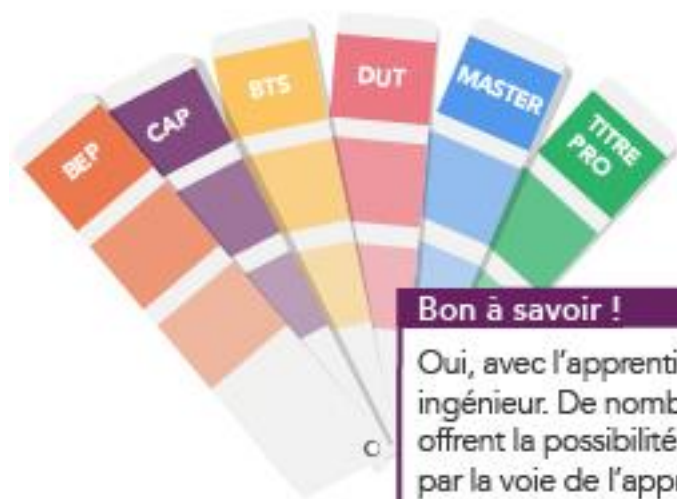 BEP
CAP
BTS
DUT
MASTER
TITRE
PRO
Bon à savoir !
Oui, avec l'apprenti
ingénieur. De nomb
offrent la possibilité
par la voie de l'appr